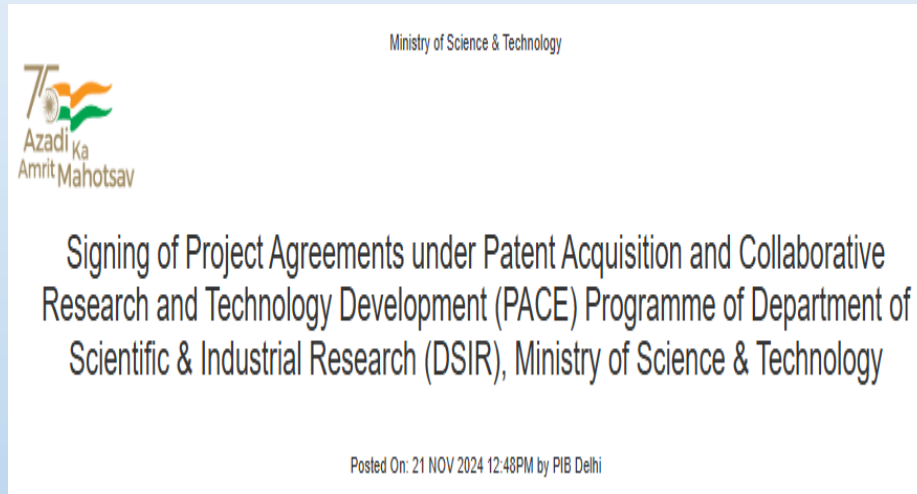 Ministry of Science & Technology
75
Azadi Ka
Amrit Mahotsav
Signing of Project Agreements under Patent Acquisition and Collaborative
Research and Technology Development (PACE) Programme of Department of
Scientific & Industrial Research (DSIR), Ministry of Science & Technology
Posted On: 21 NOV 2024 12:48PM by PIB Delhi